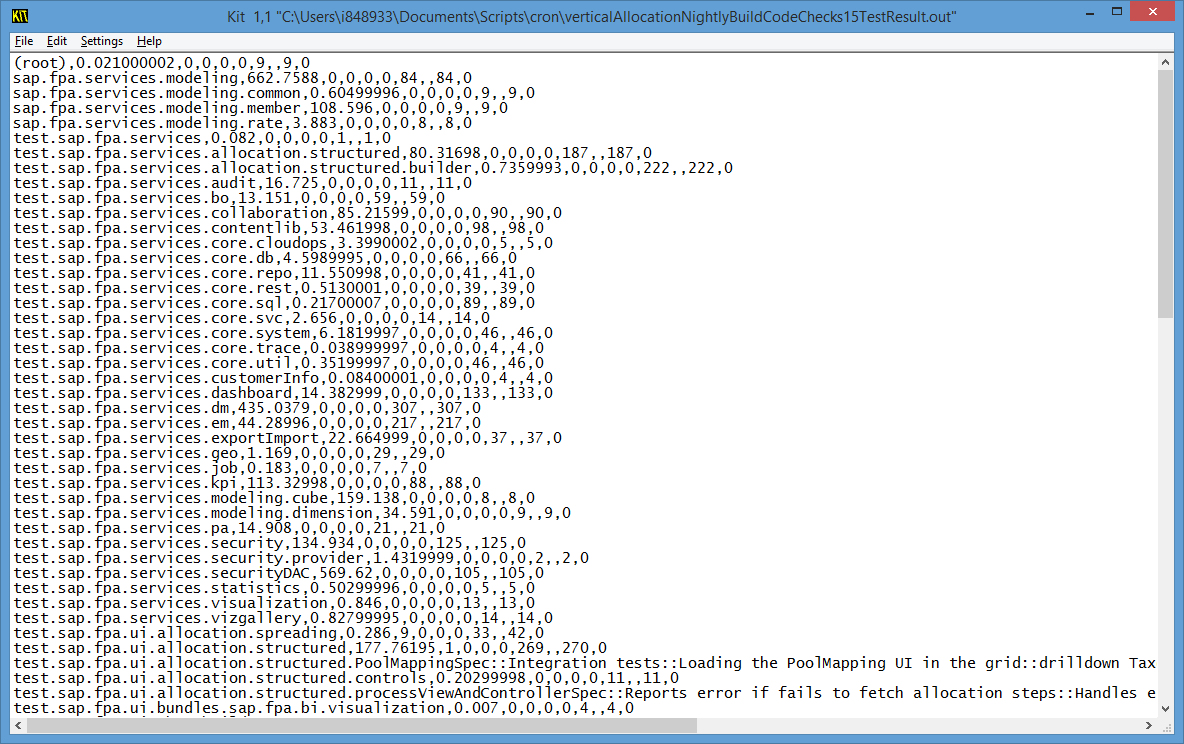 KIT
Kit 1,1 "C:\Users\i848933\Documents\Scripts\cron\verticalAllocationNightlyBuildCodeChecks15TestResult.out"
File Edit Settings Help
(root),0.021000002,0,0,0,0,9,,9,0
sap.fpa.services.modeling,662.7588,0,0,0,0,84,,84,0
sap.fpa.services.modeling.common,0.60499996,0,0,0,0,9,,9,0
sap.fpa.services.modeling.member,108.596,0,0,0,0,9,,9,0
sap.fpa.services.modeling.rate,3.883,0,0,0,0,8,,8,0
test.sap.fpa.services,0.082,0,0,0,0,1,,1,0
test.sap.fpa.services.allocation.structured,80.31698,0,0,0,0,187,,187,0
test.sap.fpa.services.allocation.structured.builder,0.7359993,0,0,0,0,222,,222,0
test.sap.fpa.services.audit,16.725,0,0,0,0,11,,11,0
test.sap.fpa.services.bo,13.151,0,0,0,0,59,,59,0
test.sap.fpa.services.collaboration,85.21599,0,0,0,0,90,,90,0
test.sap.fpa.services.contentlib,53.461998,0,0,0,0,98,,98,0
test.sap.fpa.services.core.cloudops,3.3990002,0,0,0,0,5,,5,0
test.sap.fpa.services.core.db,4.5989995,0,0,0,0,66,,66,0
test.sap.fpa.services.core.repo,11.550998,0,0,0,0,41,,41,0
test.sap.fpa.services.core.rest,0.5130001,0,0,0,0,39,,39,0
test.sap.fpa.services.core.sql,0.21700007,0,0,0,0,89,,89,0
test.sap.fpa.services.core.svc,2.656,0,0,0,0,14,,14,0
test.sap.fpa.services.core.system,6.1819997,0,0,0,0,46,,46,0
test.sap.fpa.services.core.trace,0.038999997,0,0,0,0,4,,4,0
test.sap.fpa.services.core.util,0.35199997,0,0,0,0,46,,46,0
test.sap.fpa.services.customerInfo,0.08400001,0,0,0,0,4,,4,0
test.sap.fpa.services.dashboard,14.382999,0,0,0,0,133,,133,0
test.sap.fpa.services.dm,435.0379,0,0,0,0,307,,307,0
test.sap.fpa.services.em,44.28996,0,0,0,0,217,,217,0
test.sap.fpa.services.exportImport,22.664999,0,0,0,0,37,,37,0
test.sap.fpa.services.geo,1.169,0,0,0,0,29,,29,0
test.sap.fpa.services.job,0.183,0,0,0,0,7,,7,0
test.sap.fpa.services.kpi,113.32998,0,0,0,0,88,,88,0
test.sap.fpa.services.modeling.cube,159.138,0,0,0,0,8,,8,0
test.sap.fpa.services.modeling.dimension,34.591,0,0,0,0,9,,9,0
test.sap.fpa.services.pa,14.908,0,0,0,0,21,,21,0
test.sap.fpa.services.security,134.934,0,0,0,0,125,,125,0
test.sap.fpa.services.security.provider,1.4319999,0,0,0,0,2,,2,0
test.sap.fpa.services.securityDAC,569.62,0,0,0,0,105,,105,0
test.sap.fpa.services.statistics,0.50299996,0,0,0,0,5,,5,0
test.sap.fpa.services.visualization,0.846,0,0,0,0,13,,13,0
test.sap.fpa.services.vizgallery,0.82799995,0,0,0,0,14,,14,0
test.sap.fpa.ui.allocation.spreading,0.286,9,0,0,0,33,,42,0
test.sap.fpa.ui.allocation.structured,177.76195,1,0,0,0,269,,270,0
test.sap.fpa.ui.allocation.structured.PoolMappingSpec::Integration tests::Loading the PoolMapping UI in the grid::drilldown Tax
test.sap.fpa.ui.allocation.structured.controls,0.20299998,0,0,0,0,11,,11,0
test.sap.fpa.ui.allocation.structured.processViewAndControllerSpec::Reports error if fails to fetch allocation steps::Handles e
test.sap.fpa.ui.bundles.sap.fpa.bi.visualization,0.007,0,0,0,0,4,,4,0